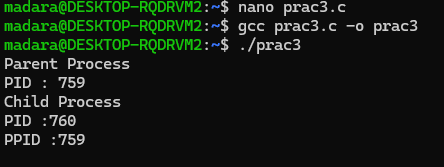 madara@DESKTOP-RQDRVM2:~$ nano prac3.c
madara@DESKTOP-RQDRVM2:~$ gcc prac3.c -o prac3
madara@DESKTOP-RQDRVM2:~$ ./prac3
Parent Process
PID : 759
Child Process
PID :760
PPID :759